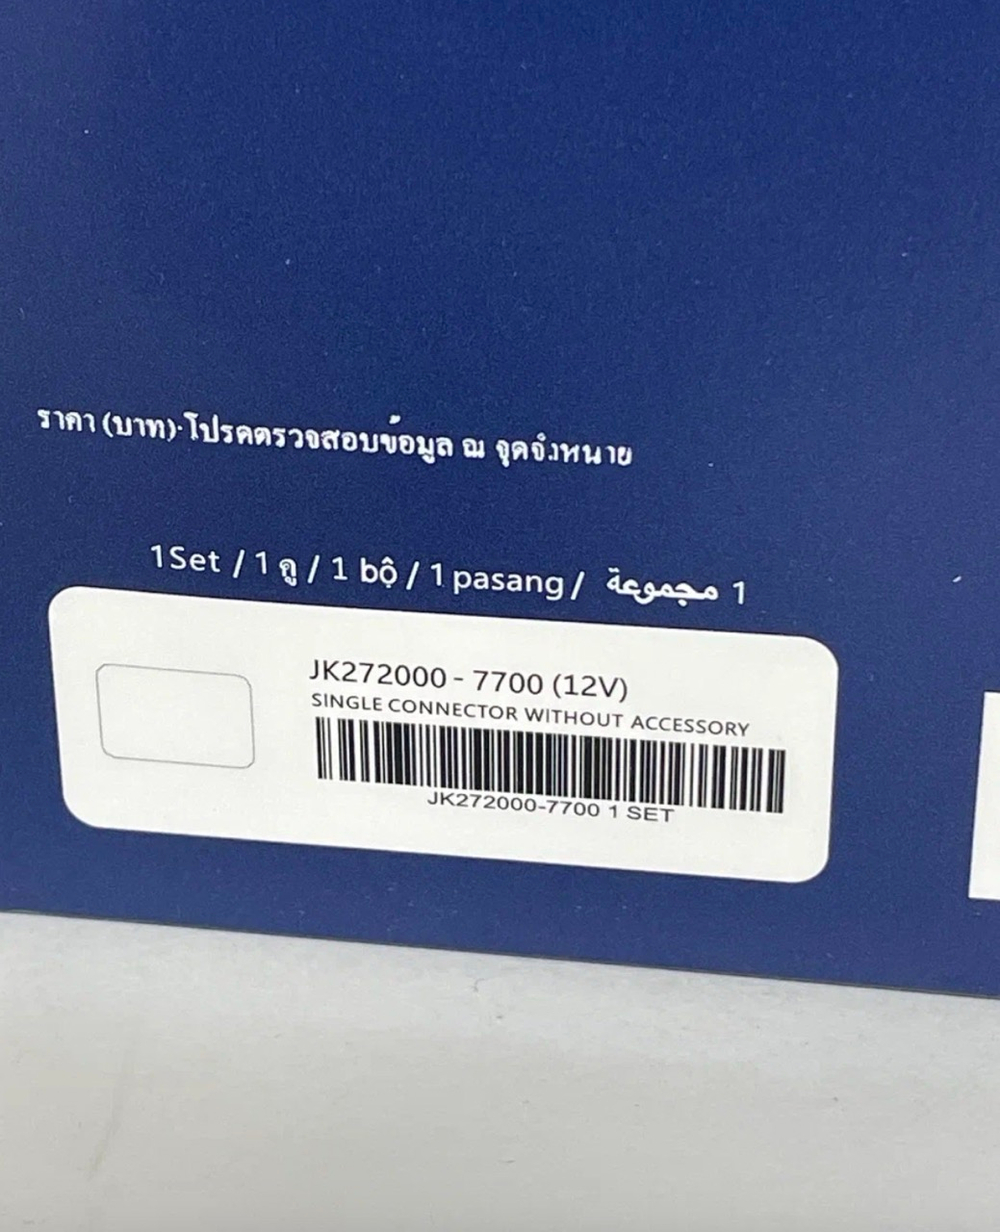 ราคา (บาท)·โปรดตรวจสอบข้อมูล ณ จุดจำหนาย
1Set / 1 คู / 1 bộ / 1 pasang / مجموعة 1
JK272000 - 7700 (12V)
SINGLE CONNECTOR WITHOUT ACCESSORY
JK272000-7700 1 SET